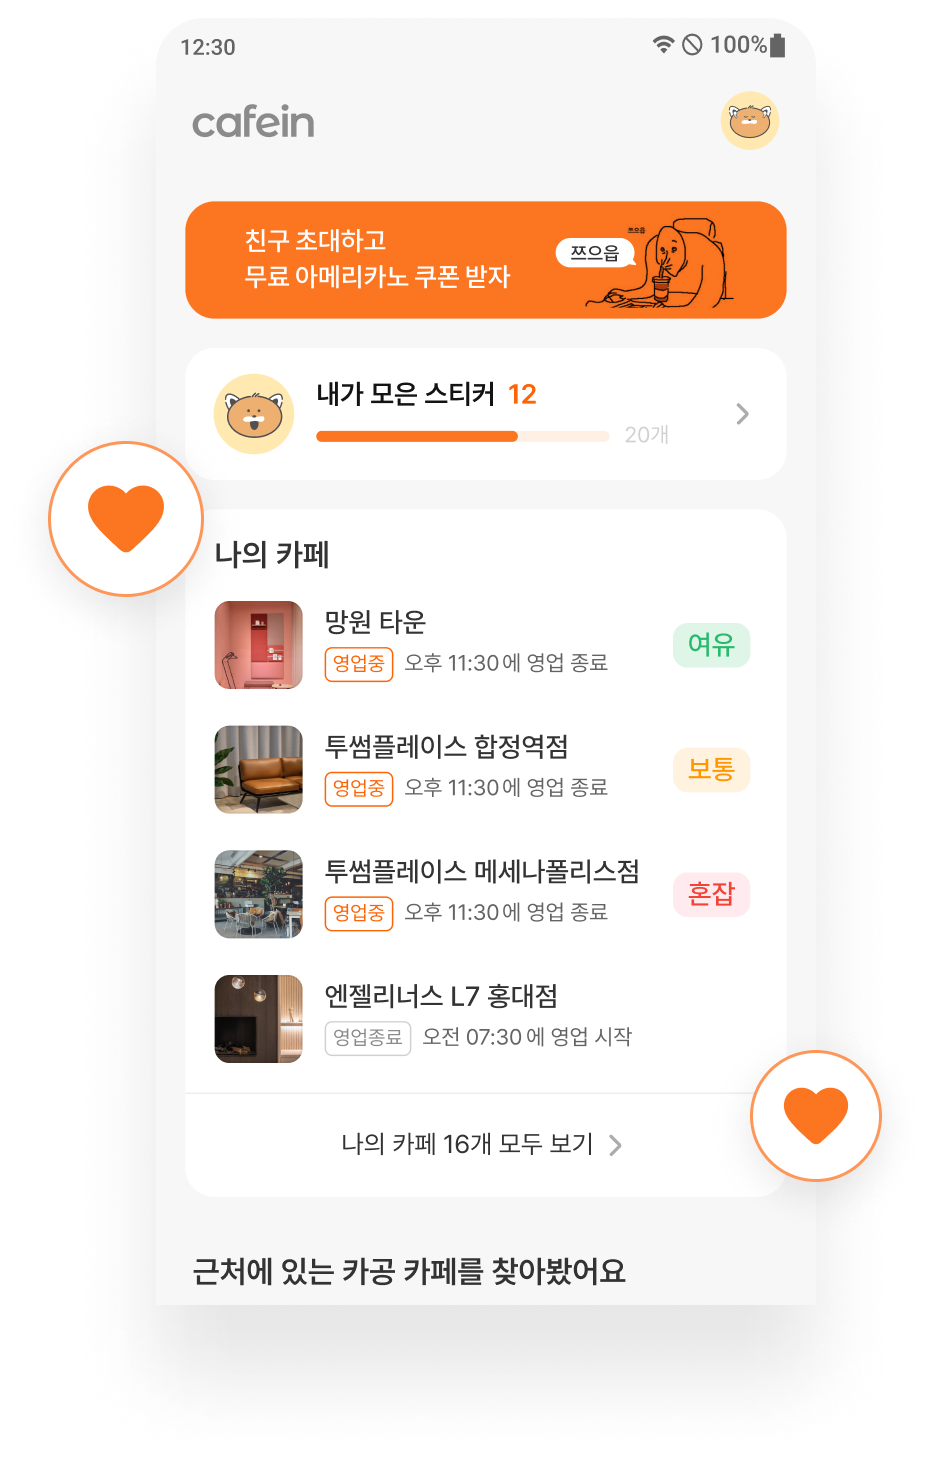 12:30
100%
cafein
친구 초대하고
무료 아메리카노 쿠폰 받자
쯔으읍
쯔으읍
내가 모은 스티커 12
20개
나의 카페
망원 타운
영업중 오후 11:30에 영업 종료
여유
투썸플레이스 합정역점
영업중 오후 11:30에 영업 종료
보통
투썸플레이스 메세나폴리스점
영업중 오후 11:30에 영업 종료
혼잡
엔젤리너스 L7 홍대점
영업종료 오전 07:30에 영업 시작
나의 카페 16개 모두 보기
근처에 있는 카공 카페를 찾아봤어요